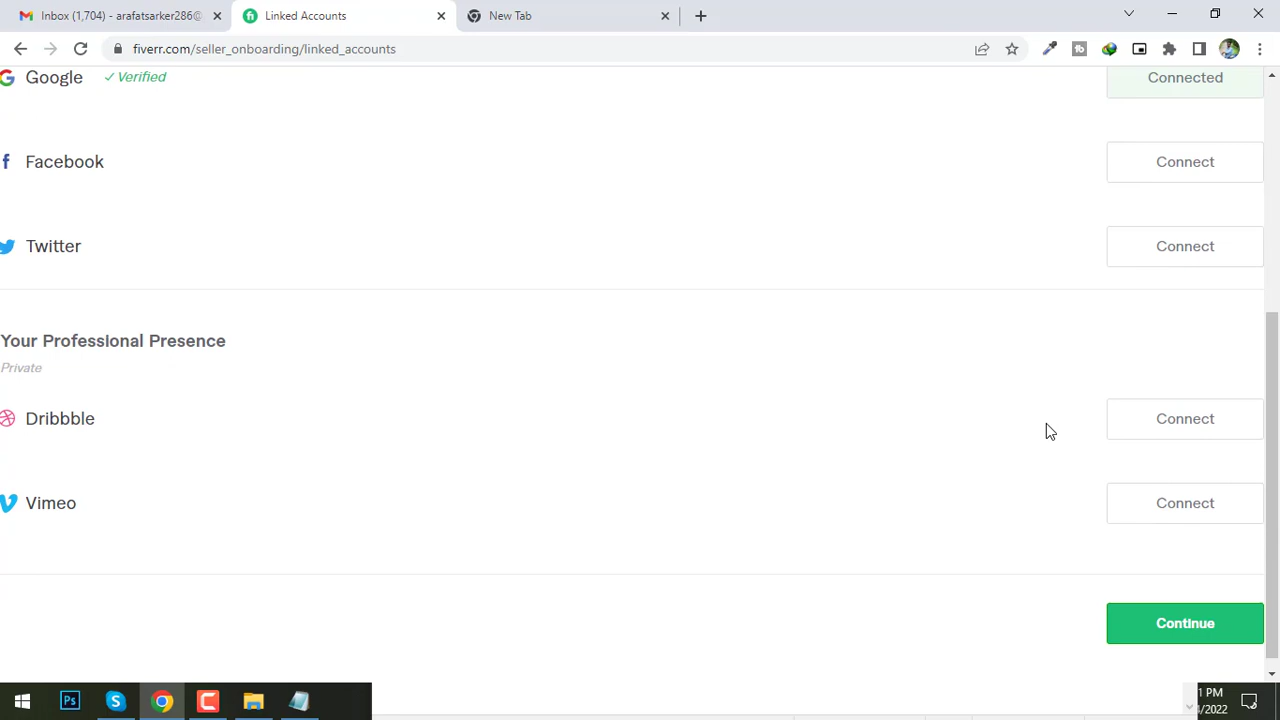 Inbox (1,704) - arafatsarker286@
Linked Accounts
New Tab
fiverr.com/seller_onboarding/linked_accounts
Google
Verified
Connected
Facebook
Connect
Twitter
Connect
Your Professional Presence
Private
Dribbble
Connect
Vimeo
Connect
Continue
Ps
1 PM
/2022